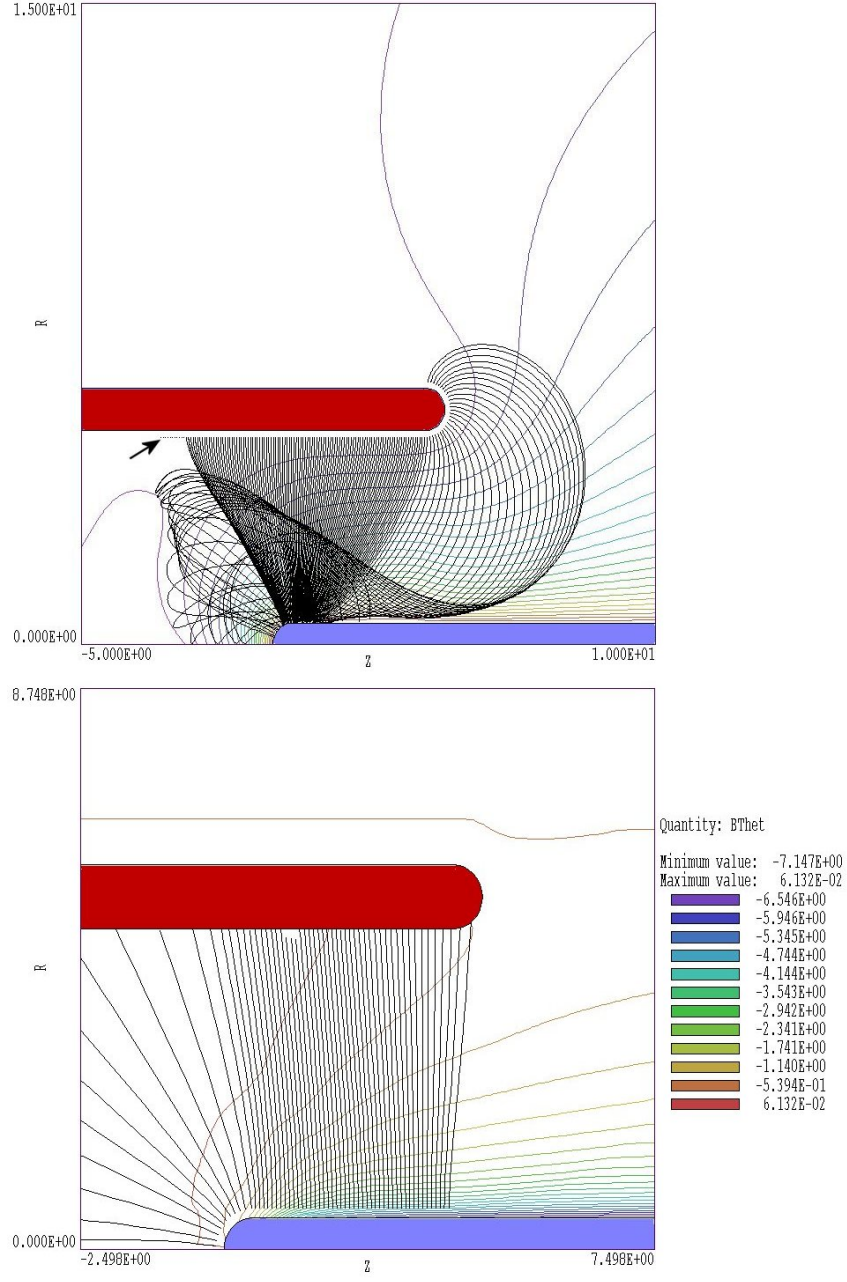 1.500E+01
R
0.000E+00
-5.000E+00
Z
1.000E+01
8.748E+00
R
0.000E+00
-2.498E+00
Z
7.498E+00
Quantity: BThet
Minimum value: -7.147E+00
Maximum value: 6.132E-02
-6.546E+00
-5.946E+00
-5.345E+00
-4.744E+00
-4.144E+00
-3.543E+00
-2.942E+00
-2.341E+00
-1.741E+00
-1.140E+00
-5.394E-01
6.132E-02